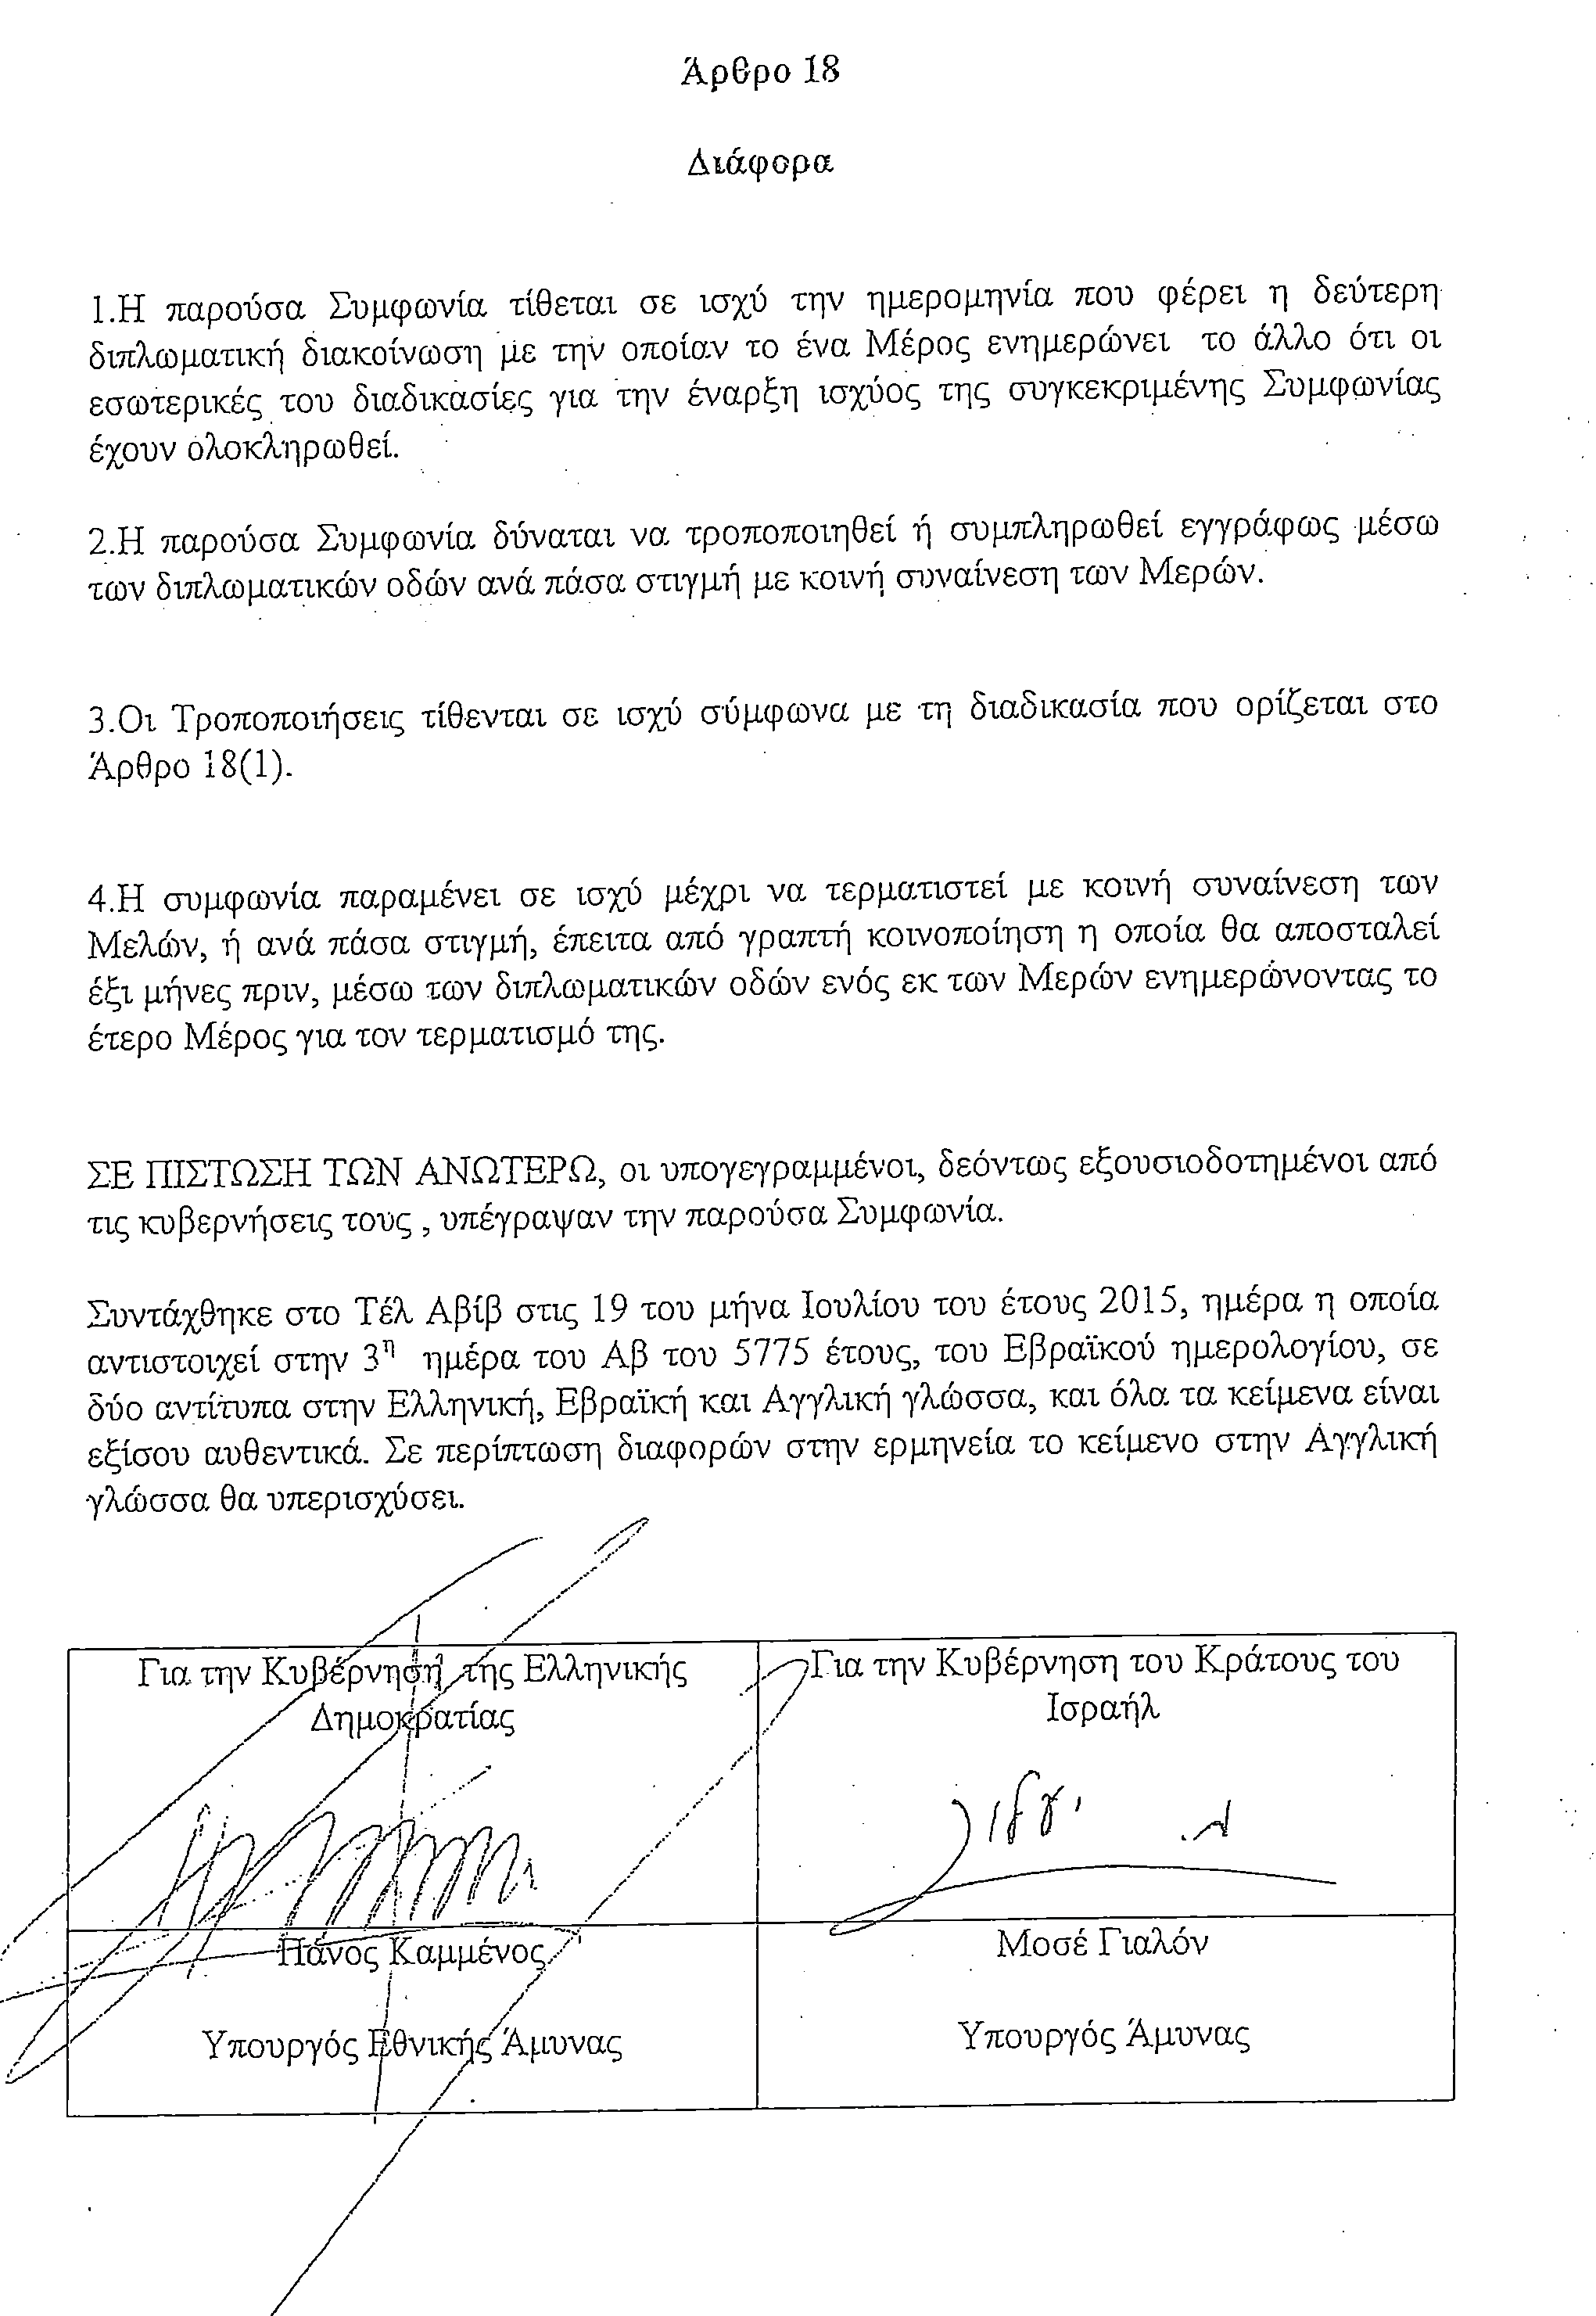 Άρθρο 18
Διάφορα
1.Η παρούσα Συμφωνία τίθεται σε ισχύ την ημερομηνία που φέρει η δεύτερη
διπλωματική διακοίνωση με την οποίαν το ένα Μέρος ενημερώνει το άλλο ότι οι
εσωτερικές του διαδικασίες για την έναρξη ισχύος της συγκεκριμένης Συμφωνίας
έχουν ολοκληρωθεί.
2.Η παρούσα Συμφωνία δύναται να τροποποιηθεί ή συμπληρωθεί εγγράφως μέσω
των διπλωματικών οδών ανά πάσα στιγμή με κοινή συναίνεση των Μερών.
3.Οι Τροποποιήσεις τίθενται σε ισχύ σύμφωνα με τη διαδικασία που ορίζεται στο
Άρθρο 18(1).
4.Η συμφωνία παραμένει σε ισχύ μέχρι να τερματιστεί με κοινή συναίνεση των
Μελών, ή ανά πάσα στιγμή, έπειτα από γραπτή κοινοποίηση η οποία θα αποσταλεί
έξι μήνες πριν, μέσω των διπλωματικών οδών ενός εκ των Μερών ενημερώνοντας το
έτερο Μέρος για τον τερματισμό της.
ΣΕ ΠΙΣΤΩΣΗ ΤΩΝ ΑΝΩΤΕΡΩ, οι υπογεγραμμένοι, δεόντως εξουσιοδοτημένοι από
τις κυβερνήσεις τους , υπέγραψαν την παρούσα Συμφωνία.
Συντάχθηκε στο Τέλ Αβίβ στις 19 του μήνα Ιουλίου του έτους 2015, ημέρα η οποία
αντιστοιχεί στην 3η ημέρα του Αβ του 5775 έτους, του Εβραϊκού ημερολογίου, σε
δύο αντίτυπα στην Ελληνική, Εβραϊκή και Αγγλική γλώσσα, και όλα τα κείμενα είναι
εξίσου αυθεντικά. Σε περίπτωση διαφορών στην ερμηνεία το κείμενο στην Αγγλική
γλώσσα θα υπερισχύσει.
Για την Κυβέρνηση της Ελληνικής
Δημοκρατίας
Για την Κυβέρνηση του Κράτους του
Ισραήλ
Πάνος Καμμένος
Υπουργός Εθνικής Άμυνας
Μοσέ Γιαλόν
Υπουργός Άμυνας